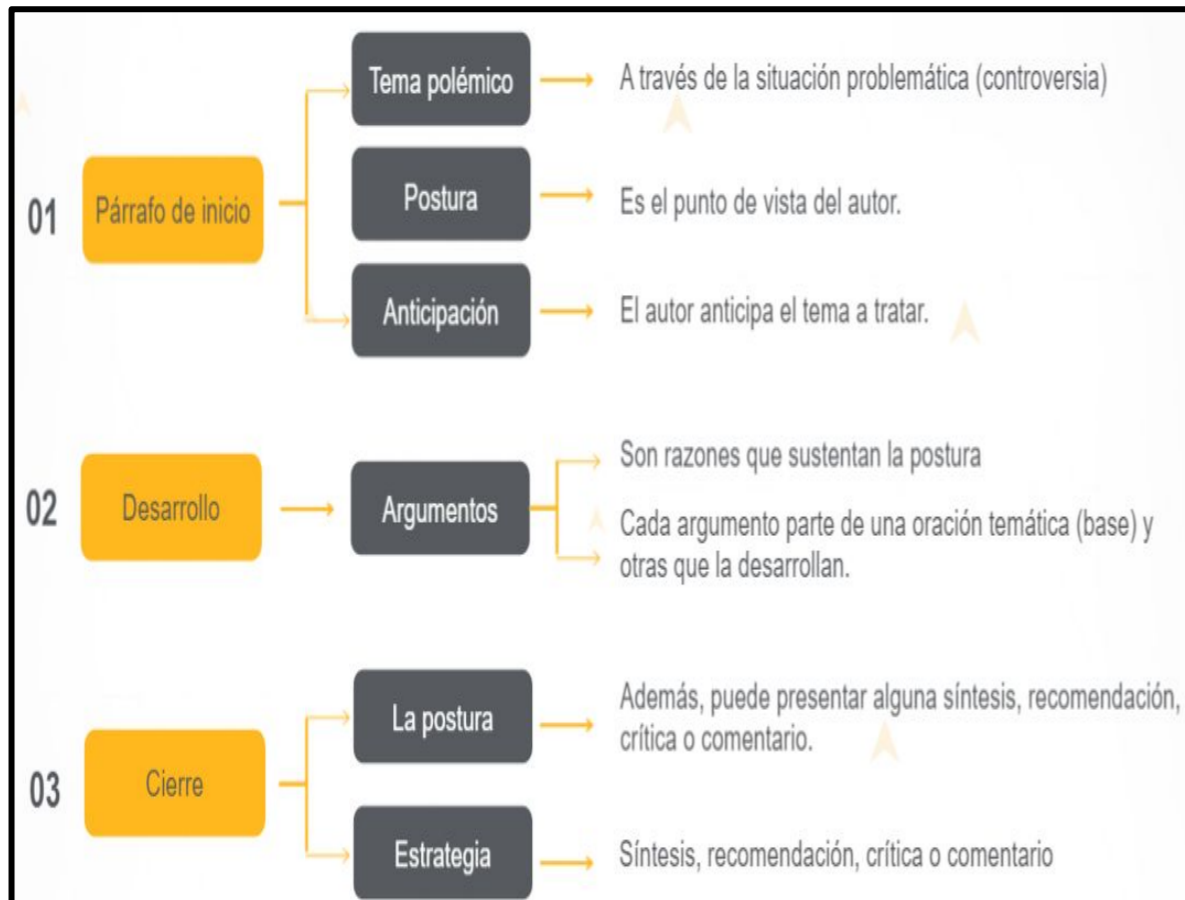 01
Párrafo de inicio
Tema polémico
A través de la situación problemática (controversia)
Postura
Es el punto de vista del autor.
Anticipación
El autor anticipa el tema a tratar.
02
Desarrollo
Argumentos
Son razones que sustentan la postura
Cada argumento parte de una oración temática (base) y
otras que la desarrollan.
03
Cierre
La postura
Además, puede presentar alguna síntesis, recomendación,
crítica o comentario.
Estrategia
Síntesis, recomendación, crítica o comentario